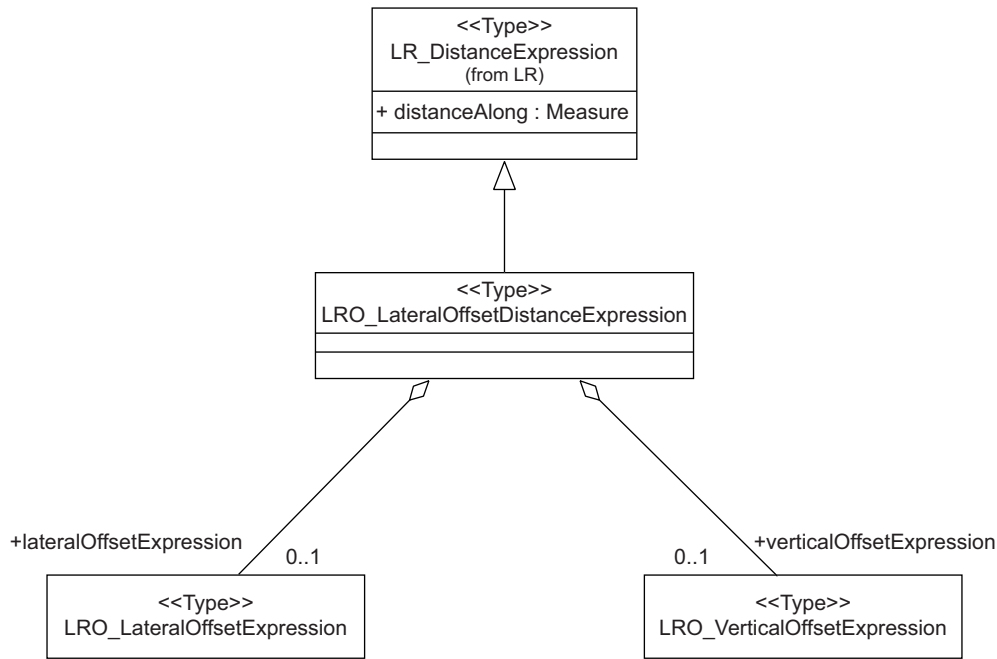 <<Type>>
LR_DistanceExpression
(from LR)
+ distanceAlong : Measure
<<Type>>
LRO_LateralOffsetDistanceExpression
+lateralOffsetExpression
0..1
0..1
+verticalOffsetExpression
<<Type>>
LRO_LateralOffsetExpression
<<Type>>
LRO_VerticalOffsetExpression